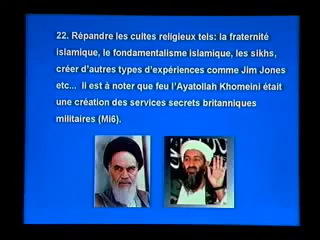 22. Répandre les cultes religieux tels: la fraternité
islamique, le fondamentalisme islamique, les sikhs,
créer d'autres types d'expériences comme Jim Jones
etc... Il est à noter que feu l'Ayatollah Khomeini était
une création des services secrets britanniques
militaires (Mi6).